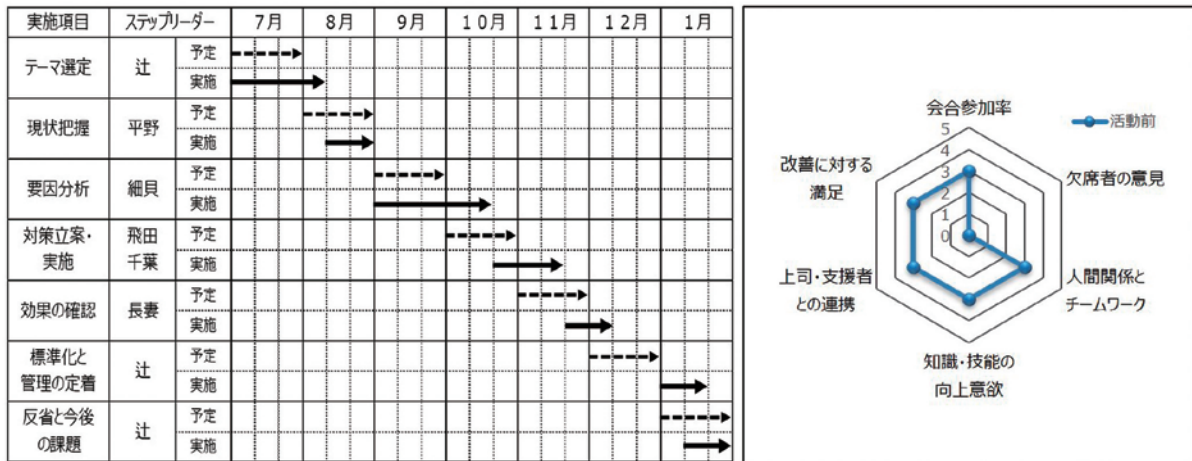 実施項目 ステップリーダー 7月 8月 9月 10月 11月 12月 1月
テーマ選定 辻 予定
実施
現状把握 平野 予定
実施
要因分析 細貝 予定
実施
対策立案・
実施
飛田
千葉
予定
実施
効果の確認 長妻 予定
実施
標準化と
管理の定着
辻
予定
実施
反省と今後
の課題
辻
予定
実施
会合参加率
活動前
5
4
3
2
1
0
欠席者の意見
人間関係と
チームワーク
知識・技能の
向上意欲
上司・支援者
との連携
改善に対する
満足